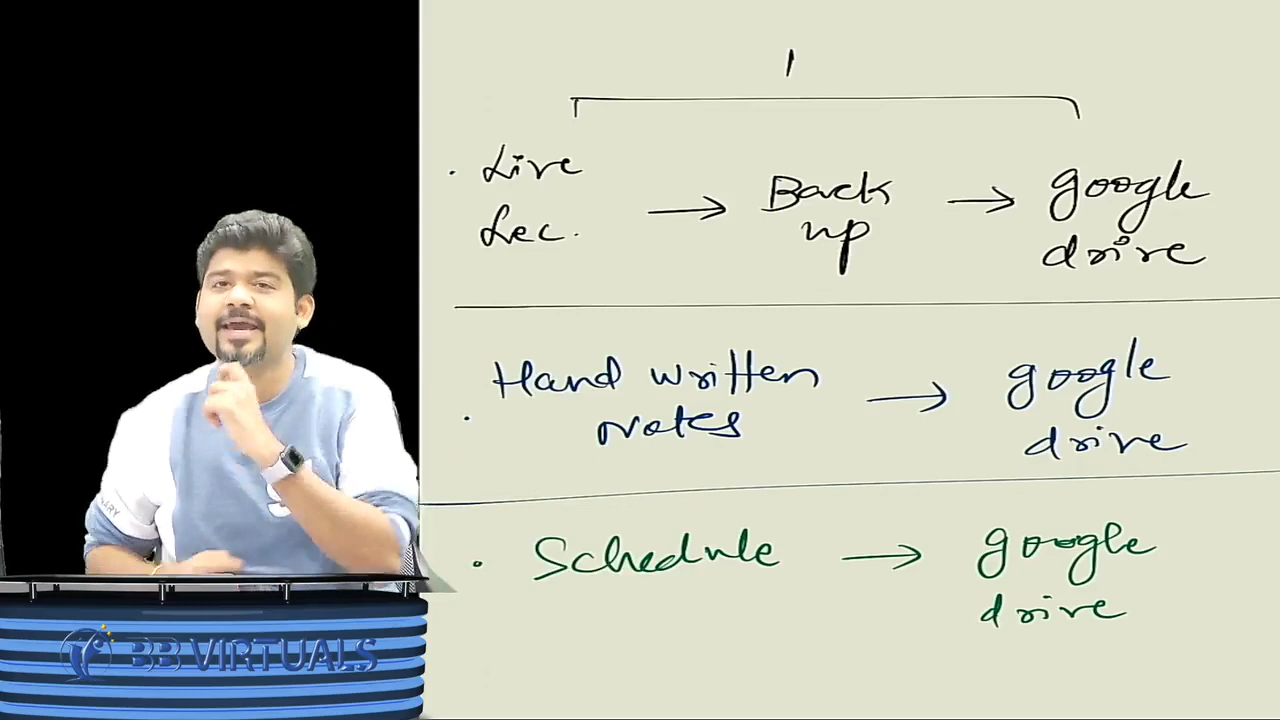 1
. Live
Lec. → Back up → google drive
. Hand written notes → google drive
. Schedule → google drive
BB VIRTUALS